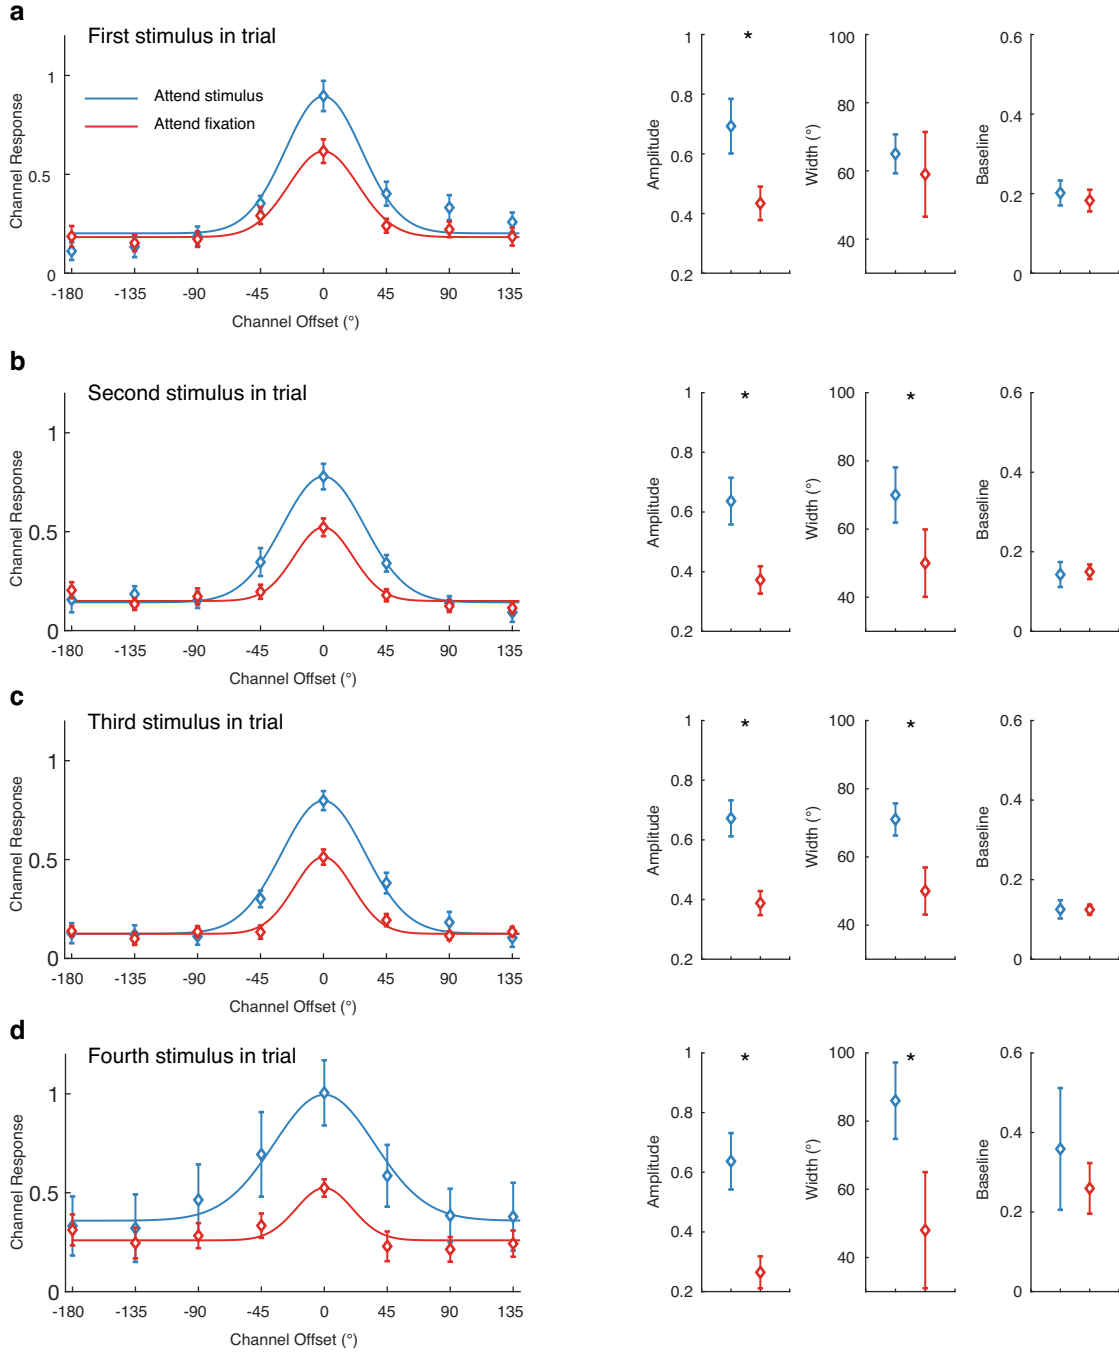 a
First stimulus in trial
Attend stimulus
Attend fixation
Channel Response
1
0.5
0
-180 -135 -90 -45 0 45 90 135
Channel Offset (°)
Amplitude
1
0.8
0.6
0.4
0.2
*
Width (°)
100
80
60
40
Baseline
0.6
0.4
0.2
0
b
Second stimulus in trial
Channel Response
1
0.5
0
-180 -135 -90 -45 0 45 90 135
Channel Offset (°)
Amplitude
1
0.8
0.6
0.4
0.2
*
Width (°)
100
80
60
40
*
Baseline
0.6
0.4
0.2
0
c
Third stimulus in trial
Channel Response
1
0.5
0
-180 -135 -90 -45 0 45 90 135
Channel Offset (°)
Amplitude
1
0.8
0.6
0.4
0.2
*
Width (°)
100
80
60
40
*
Baseline
0.6
0.4
0.2
0
d
Fourth stimulus in trial
Channel Response
1
0.5
0
-180 -135 -90 -45 0 45 90 135
Channel Offset (°)
Amplitude
1
0.8
0.6
0.4
0.2
*
Width (°)
100
80
60
40
*
Baseline
0.6
0.4
0.2
0